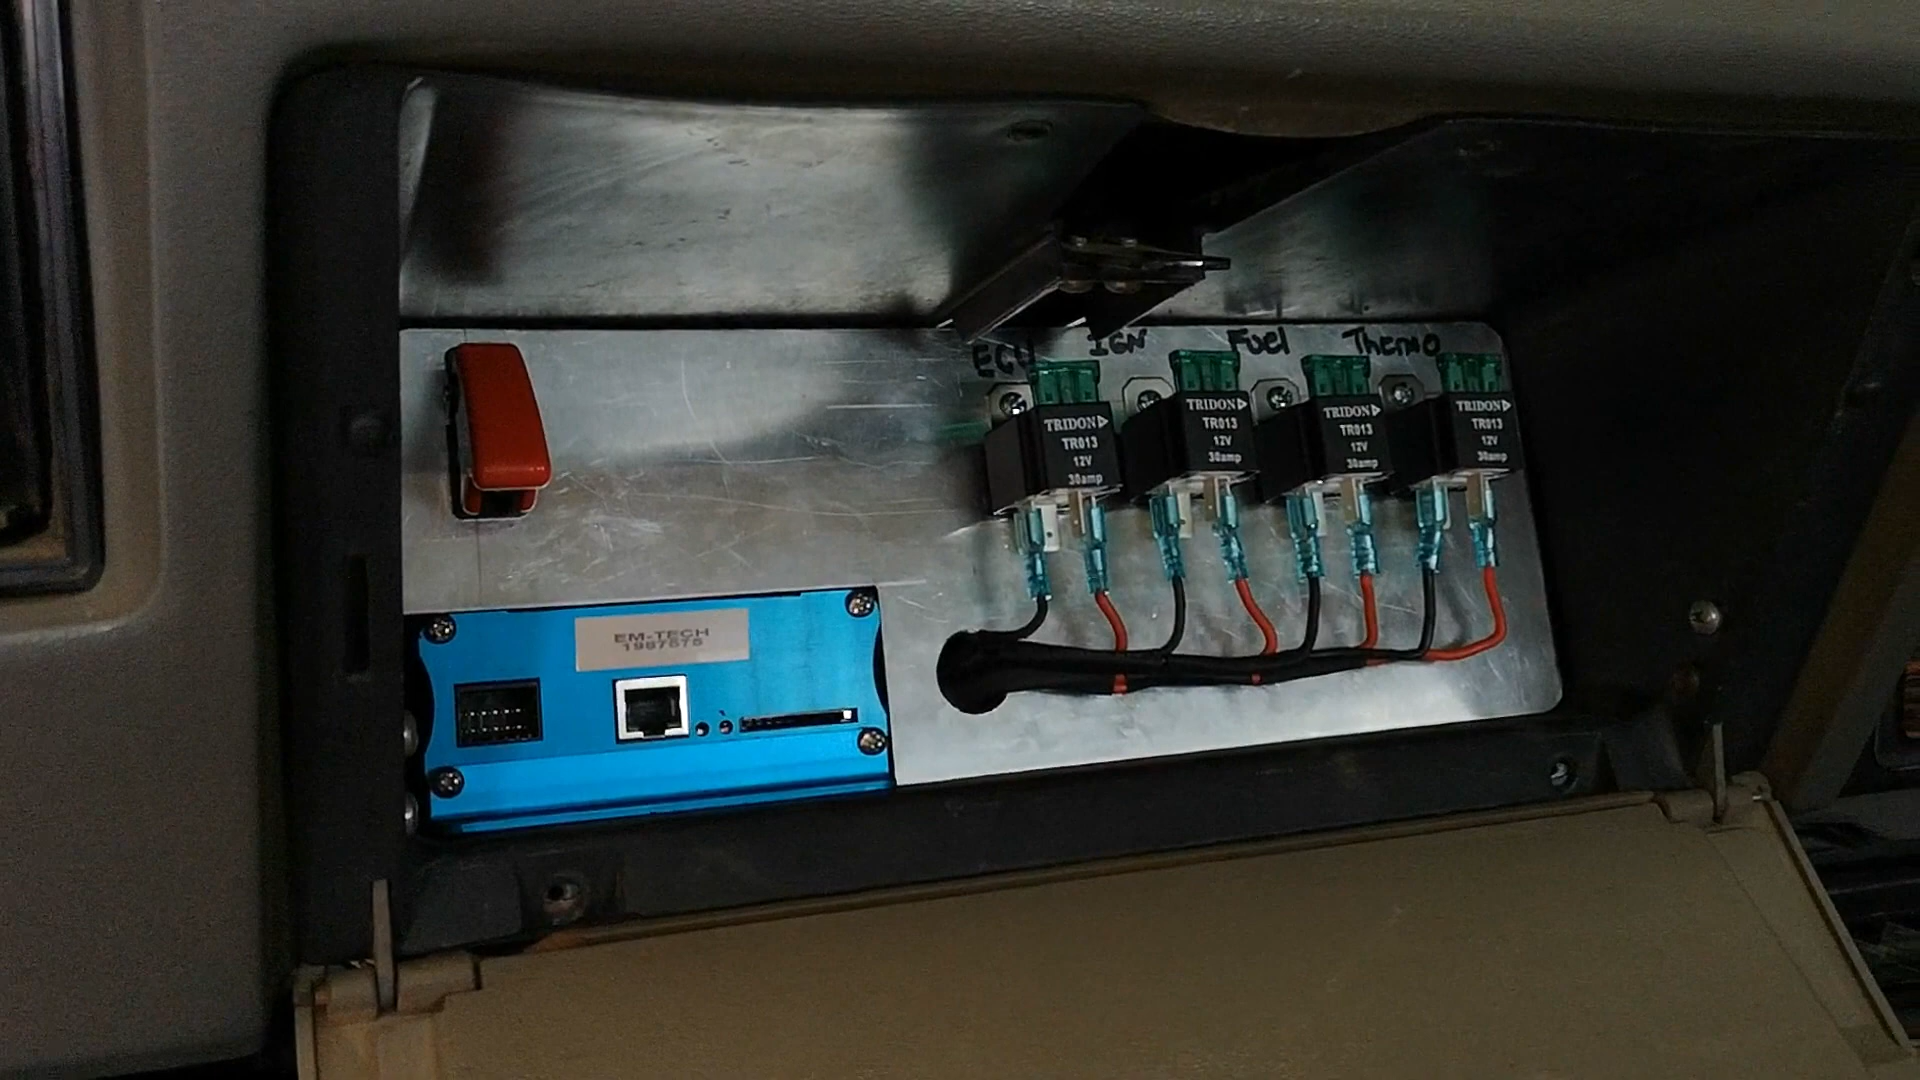 ECU
IGN
Fuel
Thermo
TRIDON
TR013
12V
30amp
TRIDON
TR013
12V
30amp
TRIDON
TR013
12V
30amp
TRIDON
TR013
12V
30amp
EM-TECH
1987675